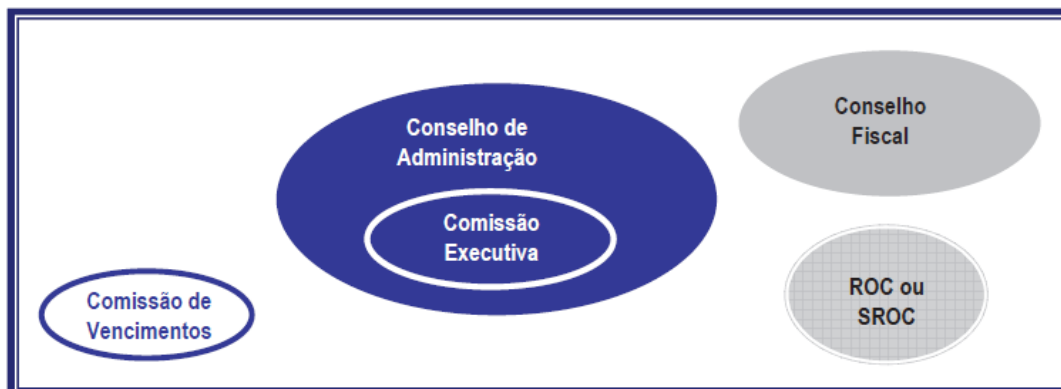 Conselho de
Administração
Comissão
Executiva
Conselho
Fiscal
ROC ou
SROC
Comissão de
Vencimentos